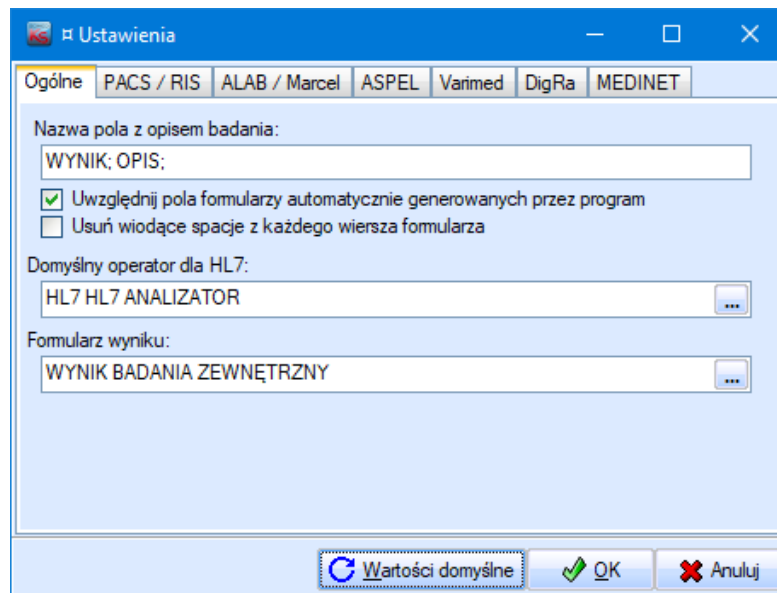 ¤ Ustawienia
Ogólne PACS / RIS ALAB / Marcel ASPEL Varimed DigRa MEDINET
Nazwa pola z opisem badania:
WYNIK; OPIS;
Uwzględnij pola formularzy automatycznie generowanych przez program
Usuń wiodące spacje z każdego wiersza formularza
Domyślny operator dla HL7:
HL7 HL7 ANALIZATOR
...
Formularz wyniku:
WYNIK BADANIA ZEWNĘTRZNY
...
Wartości domyślne OK Anuluj